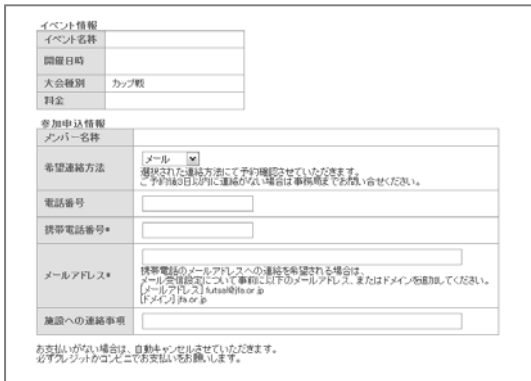 イベント情報
イベント名称
開催日時
大会種別 カップ戦
料金
参加申込情報
メンバー名称
希望連絡方法
メール
選択された連絡方法にて予約確認させていただきます。
ご予約後3日以内に連絡がない場合は事務局までお問い合せください。
電話番号
携帯電話番号*
メールアドレス*
携帯電話のメールアドレスへの連絡を希望される場合は、
メール受信設定について事前に以下のメールアドレス、またはドメインを追加してください。
[メールアドレス] futsal@jfa.or.jp
[ドメイン] jfa.or.jp
施設への連絡事項
お支払いがない場合は、自動キャンセルさせていただきます。
必ずクレジットかコンビニでお支払いをお願いします。